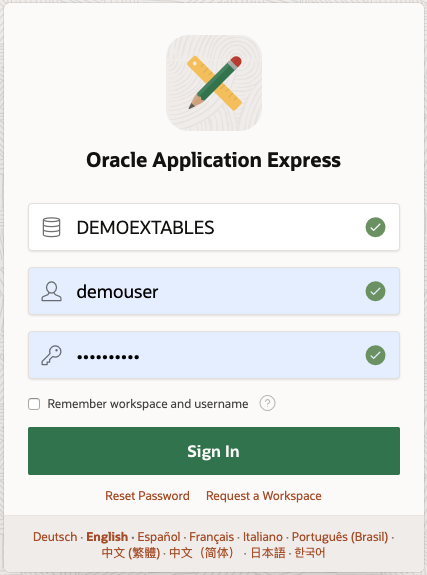 Oracle Application Express
DEMOEXTABLES
demouser
••••••••••
Remember workspace and username ?
Sign In
Reset Password Request a Workspace
Deutsch · English · Español · Français · Italiano · Português (Brasil) ·
中文 (繁體) · 中文（简体） · 日本語 · 한국어